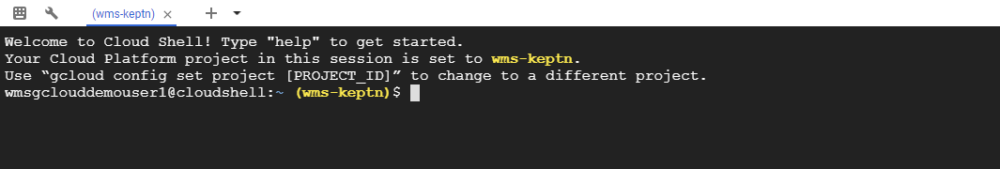 (wms-keptn)
Welcome to Cloud Shell! Type "help" to get started.
Your Cloud Platform project in this session is set to wms-keptn.
Use “gcloud config set project [PROJECT_ID]” to change to a different project.
wmsgclouddemouser1@cloudshell:~ (wms-keptn)$